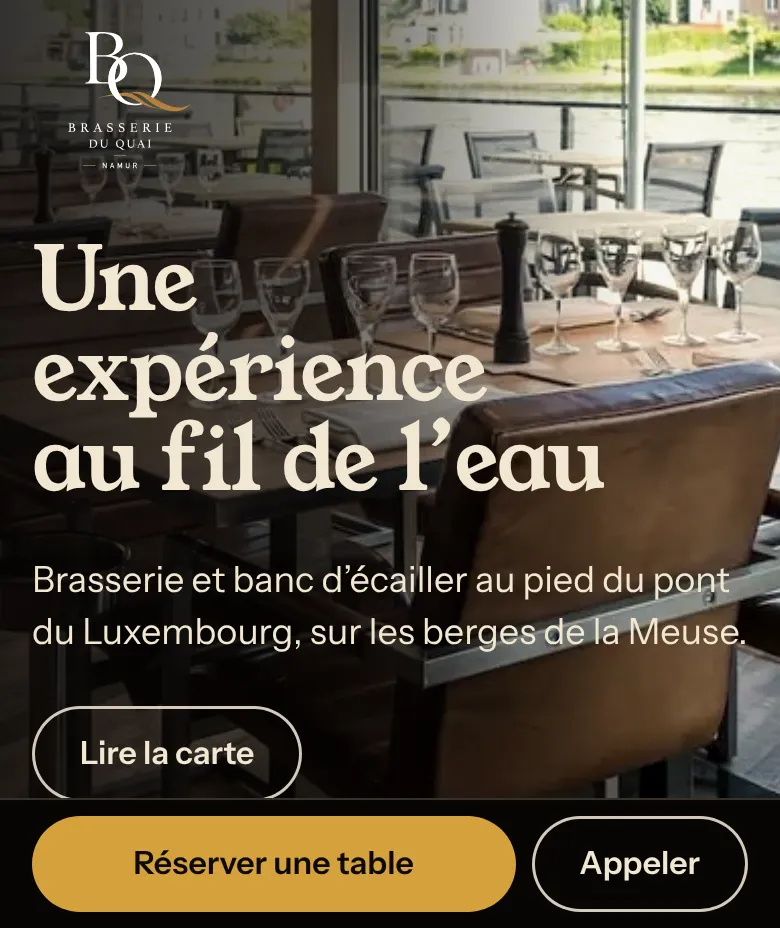 BQ
BRASSERIE
DU QUAI
NAMUR
Une
expérience
au fil de l’eau
Brasserie et banc d’écailler au pied du pont
du Luxembourg, sur les berges de la Meuse.
Lire la carte
Réserver une table
Appeler